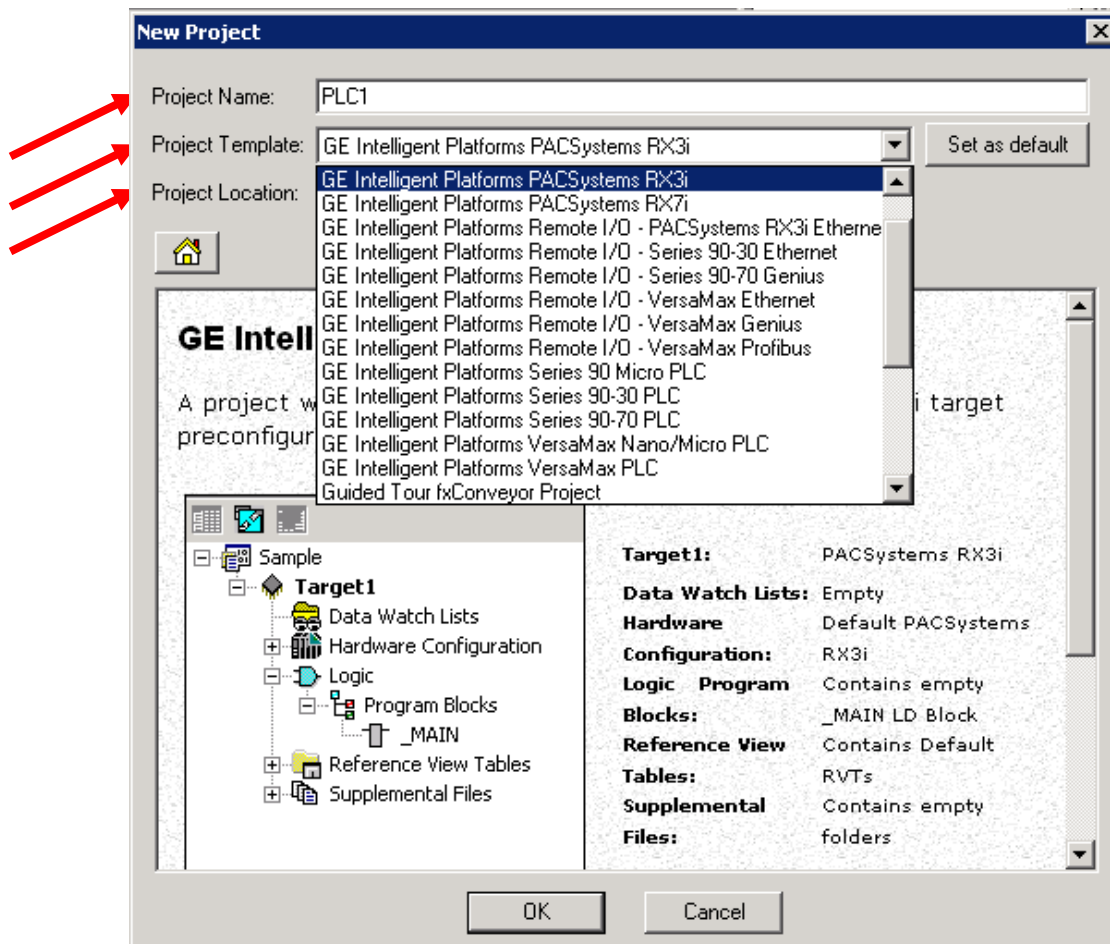 New Project
Project Name: PLC1
Project Template: GE Intelligent Platforms PACSystems RX3i Set as default
Project Location:
GE Intelligent Platforms PACSystems RX3i
GE Intelligent Platforms PACSystems RX7i
GE Intelligent Platforms Remote I/O - PACSystems RX3i Etherne
GE Intelligent Platforms Remote I/O - Series 90-30 Ethernet
GE Intelligent Platforms Remote I/O - Series 90-70 Genius
GE Intelligent Platforms Remote I/O - VersaMax Ethernet
GE Intelligent Platforms Remote I/O - VersaMax Genius
GE Intelligent Platforms Remote I/O - VersaMax Profibus
GE Intelligent Platforms Series 90 Micro PLC
GE Intelligent Platforms Series 90-30 PLC
GE Intelligent Platforms Series 90-70 PLC
GE Intelligent Platforms VersaMax Nano/Micro PLC
GE Intelligent Platforms VersaMax PLC
Guided Tour fxConveyor Project
GE Intell
A project w i target
preconfigur
Sample
Target1
Data Watch Lists
Hardware Configuration
Logic
Program Blocks
_MAIN
Reference View Tables
Supplemental Files
Target1: PACSystems RX3i
Data Watch Lists: Empty
Hardware Default PACSystems
Configuration: RX3i
Logic Program Contains empty
Blocks: _MAIN LD Block
Reference View Contains Default
Tables: RVTs
Supplemental Contains empty
Files: folders
OK Cancel